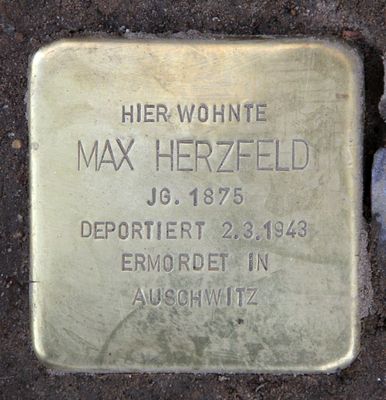 HIER WOHNTE
MAX HERZFELD
JG. 1875
DEPORTIERT 2.3.1943
ERMORDET IN
AUSCHWITZ